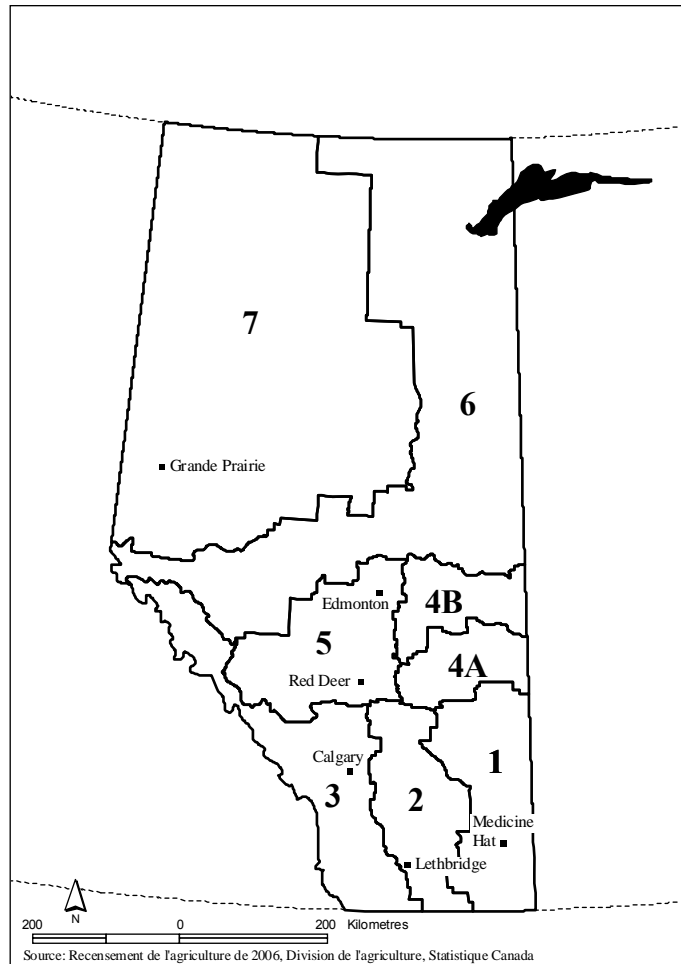 7
6
Grande Prairie
Edmonton
4B
5
4A
Red Deer
Calgary
1
3
2
Medicine
Hat
Lethbridge
N
200 0 200 Kilometres
Source: Recensement de l'agriculture de 2006, Division de l'agriculture, Statistique Canada